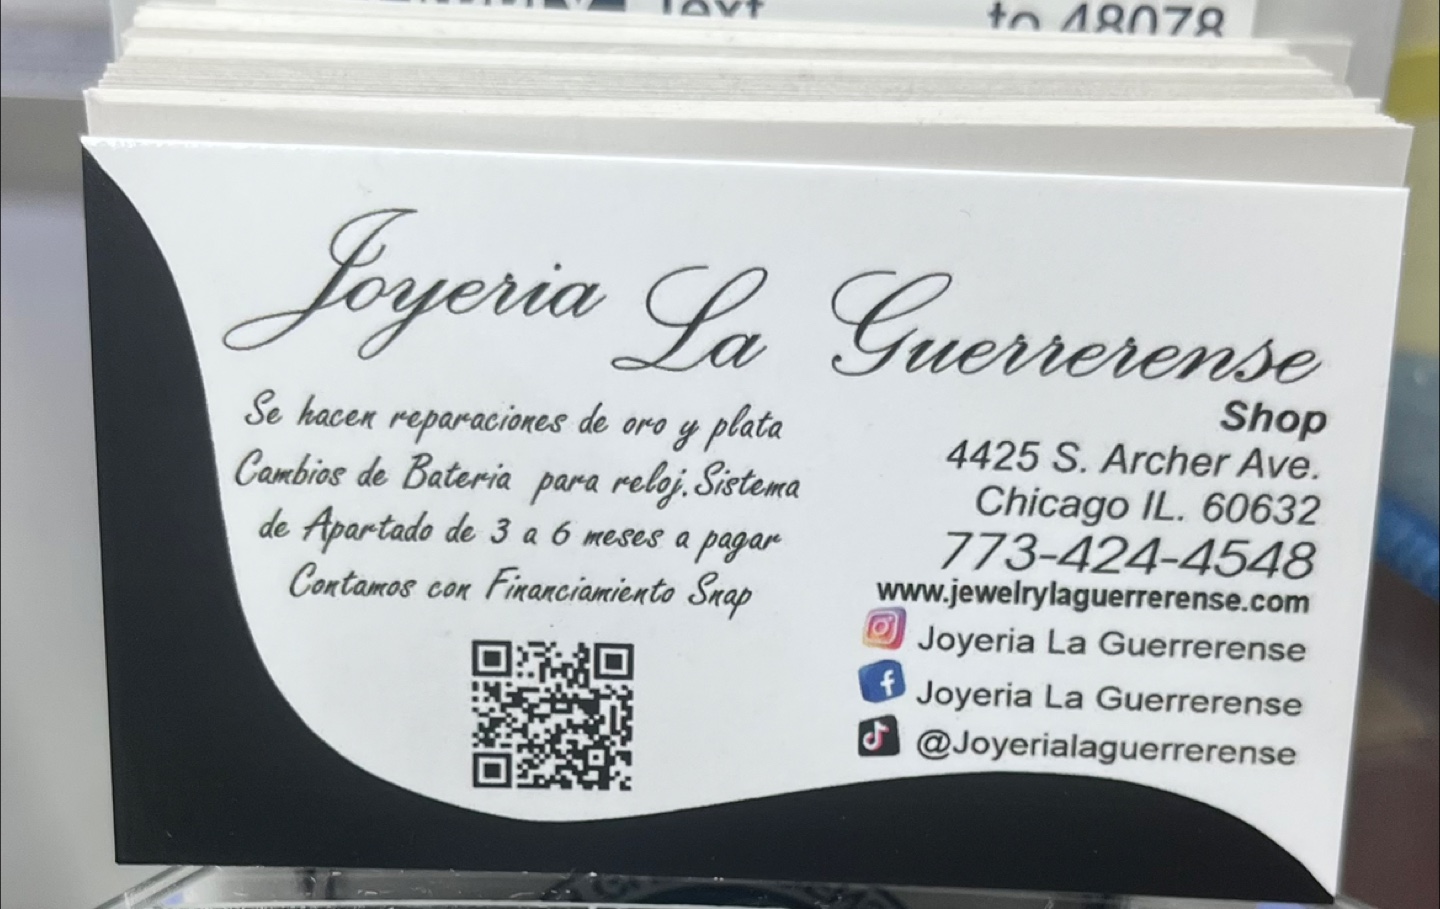 Text to 48078
Joyeria La Guerrerense
Se hacen reparaciones de oro y plata
Cambios de Bateria para reloj. Sistema
de Apartado de 3 a 6 meses a pagar
Contamos con Financiamiento Snap
Shop
4425 S. Archer Ave.
Chicago IL. 60632
773-424-4548
www.jewelrylaguerrerense.com
Joyeria La Guerrerense
Joyeria La Guerrerense
@Joyerialaguerrerense